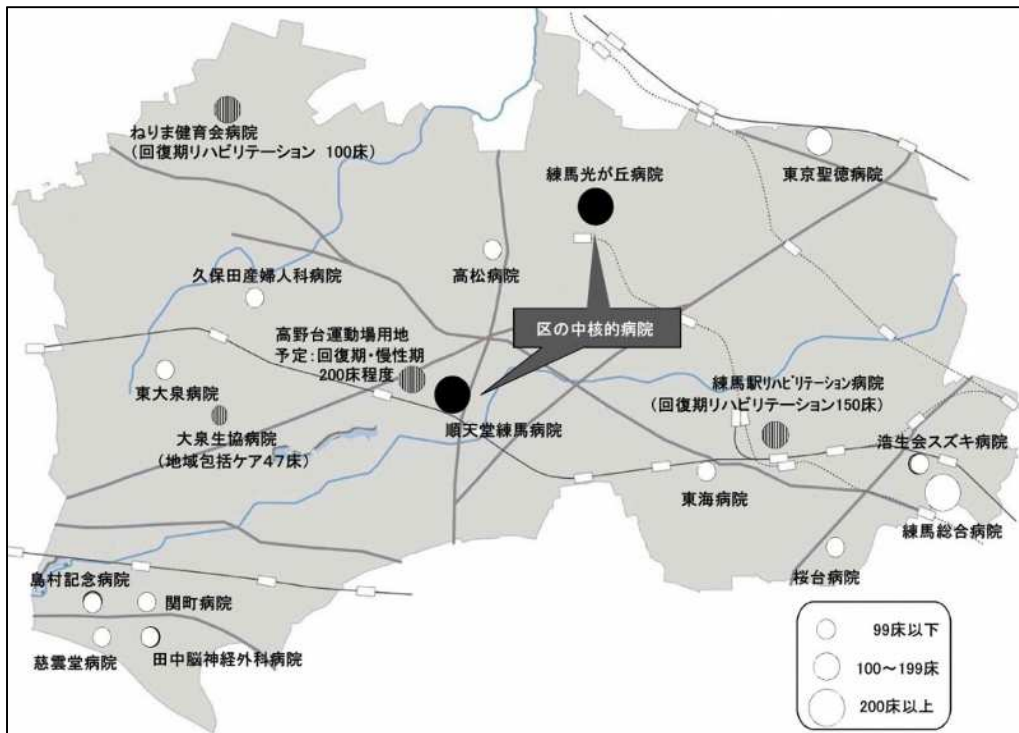 ねりま健育会病院
(回復期リハビリテーション 100床)
練馬光が丘病院
東京聖徳病院
久保田産婦人科病院
高松病院
区の中核的病院
高野台運動場用地
予定:回復期・慢性期
200床程度
東大泉病院
順天堂練馬病院
練馬駅リハビリテーション病院
(回復期リハビリテーション150床)
大泉生協病院
(地域包括ケア47床)
浩生会スズキ病院
東海病院
練馬総合病院
桜台病院
島村記念病院
関町病院
慈雲堂病院
田中脳神経外科病院
99床以下
100～199床
200床以上